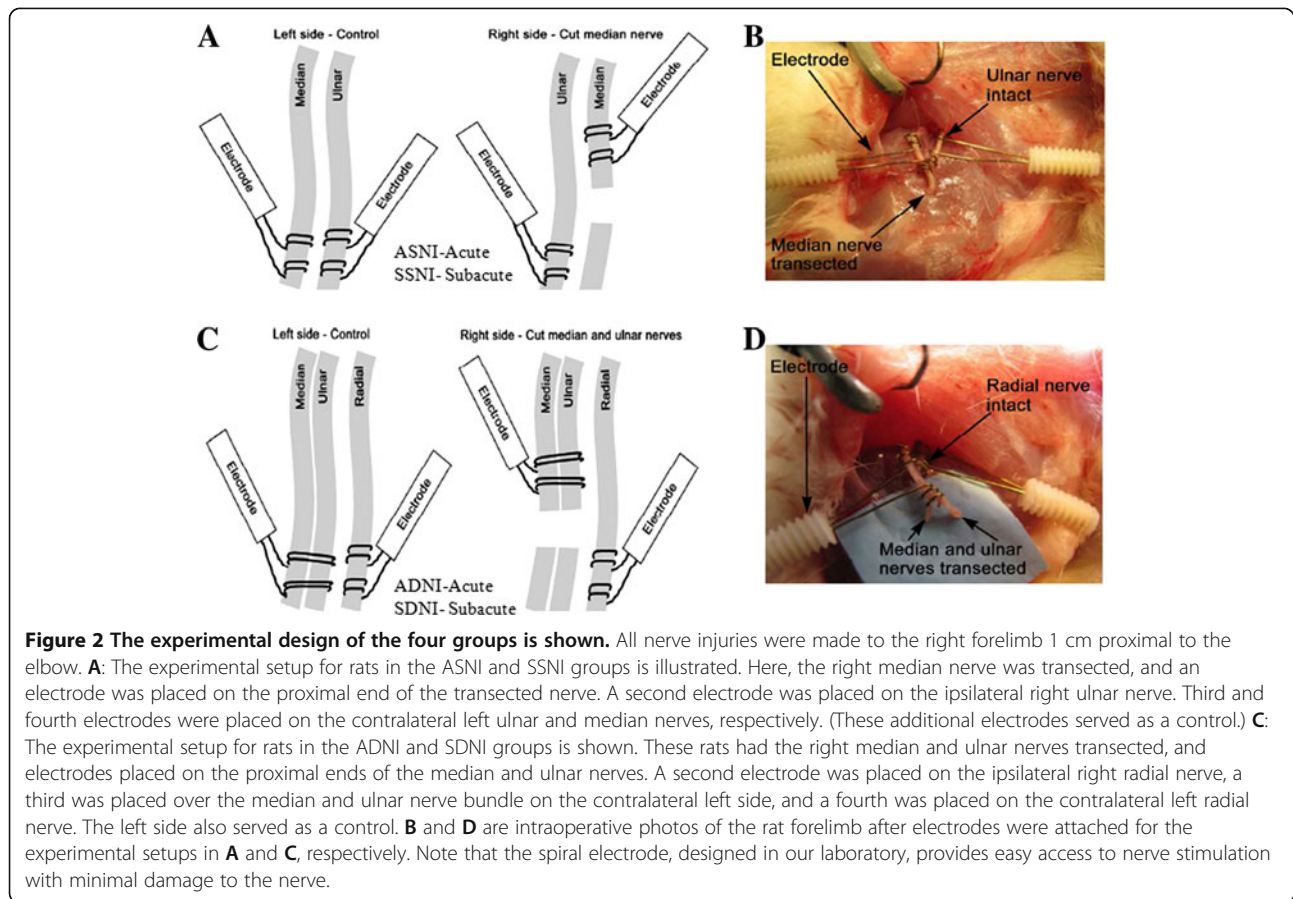 A
Left side - Control
Right side - Cut median nerve
Median
Ulnar
Ulnar
Median
Electrode
Electrode
Electrode
Electrode
ASNI-Acute
SSNI- Subacute
B
Electrode
Ulnar nerve
intact
Median nerve
transected
C
Left side - Control
Right side - Cut median and ulnar nerves
Median
Ulnar
Radial
Median
Ulnar
Radial
Electrode
Electrode
Electrode
Electrode
ADNI-Acute
SDNI- Subacute
D
Electrode
Radial nerve
intact
Median and ulnar
nerves transected
Figure 2 The experimental design of the four groups is shown. All nerve injuries were made to the right forelimb 1 cm proximal to the
elbow. A: The experimental setup for rats in the ASNI and SSNI groups is illustrated. Here, the right median nerve was transected, and an
electrode was placed on the proximal end of the transected nerve. A second electrode was placed on the ipsilateral right ulnar nerve. Third and
fourth electrodes were placed on the contralateral left ulnar and median nerves, respectively. (These additional electrodes served as a control.) C:
The experimental setup for rats in the ADNI and SDNI groups is shown. These rats had the right median and ulnar nerves transected, and
electrodes placed on the proximal ends of the median and ulnar nerves. A second electrode was placed on the ipsilateral right radial nerve, a
third was placed over the median and ulnar nerve bundle on the contralateral left side, and a fourth was placed on the contralateral left radial
nerve. The left side also served as a control. B and D are intraoperative photos of the rat forelimb after electrodes were attached for the
experimental setups in A and C, respectively. Note that the spiral electrode, designed in our laboratory, provides easy access to nerve stimulation
with minimal damage to the nerve.